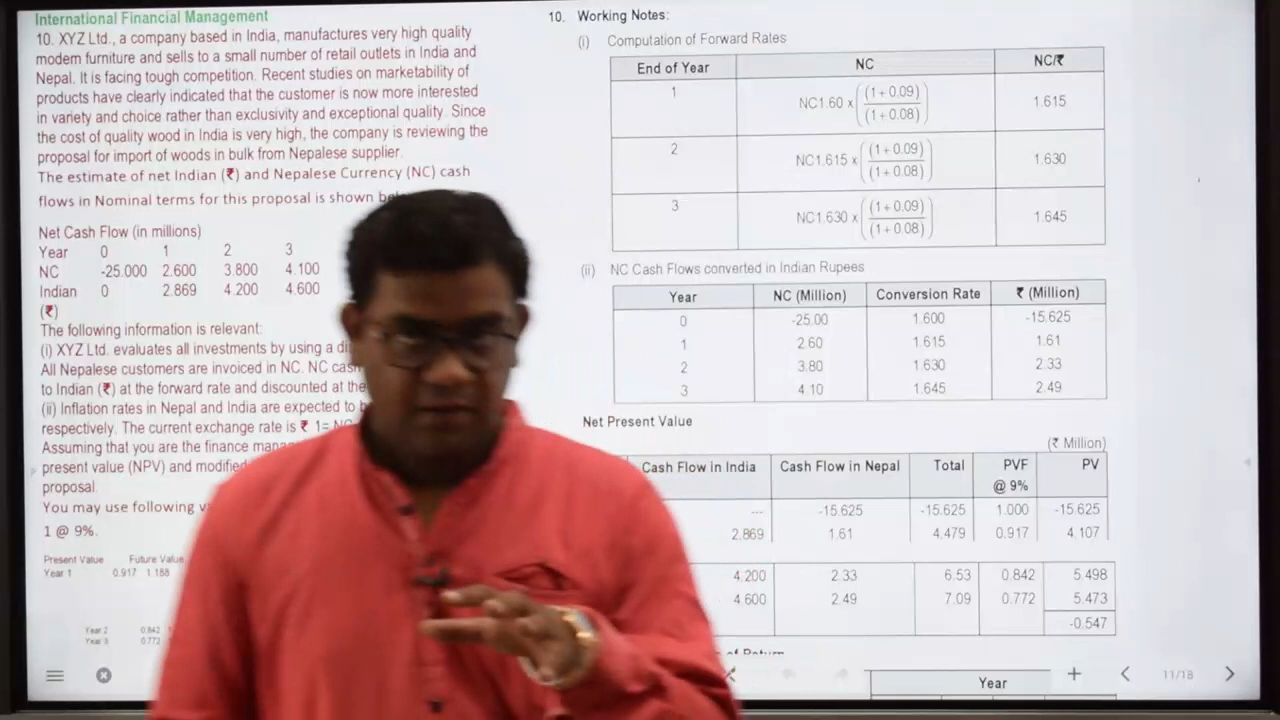 International Financial Management
10. XYZ Ltd., a company based in India, manufactures very high quality
modem furniture and sells to a small number of retail outlets in India and
Nepal. It is facing tough competition. Recent studies on marketability of
products have clearly indicated that the customer is now more interested
in variety and choice rather than exclusivity and exceptional quality. Since
the cost of quality wood in India is very high, the company is reviewing the
proposal for import of woods in bulk from Nepalese supplier.
The estimate of net Indian (₹) and Nepalese Currency (NC) cash
flows in Nominal terms for this proposal is shown
Net Cash Flow (in millions)
Year 0 1 2 3
NC -25.000 2.600 3.800 4.100
Indian 0 2.869 4.200 4.600
(₹)
The following information is relevant:
(i) XYZ Ltd. evaluates all investments by using a
All Nepalese customers are invoiced in NC. NC
to Indian (₹) at the forward rate and discounted at the
(ii) Inflation rates in Nepal and India are expected to
respectively. The current exchange rate is ₹ 1=
Assuming that you are the finance
present value (NPV) and modified
proposal.
You may use following
1 @ 9%.
Present Value Future Value
Year 1 0.917 1.188
Year 2 0.842
Year 3 0.772
10. Working Notes:
(i) Computation of Forward Rates
End of Year NC NC/₹
1 NC1.60 x ((1+0.09)/(1+0.08)) 1.615
2 NC1.615 x ((1+0.09)/(1+0.08)) 1.630
3 NC1.630 x ((1+0.09)/(1+0.08)) 1.645
(ii) NC Cash Flows converted in Indian Rupees
Year NC (Million) Conversion Rate ₹ (Million)
0 -25.00 1.600 -15.625
1 2.60 1.615 1.61
2 3.80 1.630 2.33
3 4.10 1.645 2.49
Net Present Value
(₹ Million)
Cash Flow in India Cash Flow in Nepal Total PVF @ 9% PV
--- -15.625 -15.625 1.000 -15.625
2.869 1.61 4.479 0.917 4.107
4.200 2.33 6.53 0.842 5.498
4.600 2.49 7.09 0.772 5.473
-0.547
Year
11/18